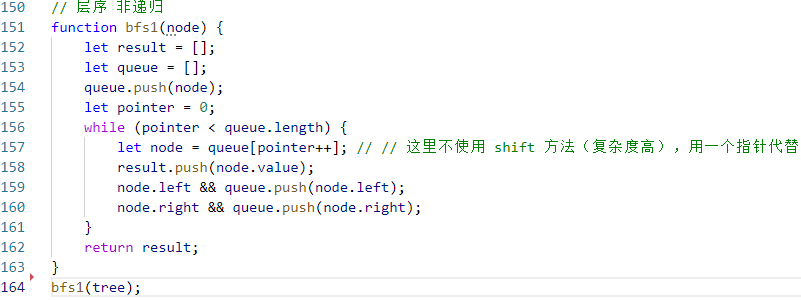 150 // 层序 非递归
151 function bfs1(node) {
152     let result = [];
153     let queue = [];
154     queue.push(node);
155     let pointer = 0;
156     while (pointer < queue.length) {
157         let node = queue[pointer++]; // // 这里不使用 shift 方法（复杂度高），用一个指针代替
158         result.push(node.value);
159         node.left && queue.push(node.left);
160         node.right && queue.push(node.right);
161     }
162     return result;
163 }
164 bfs1(tree);